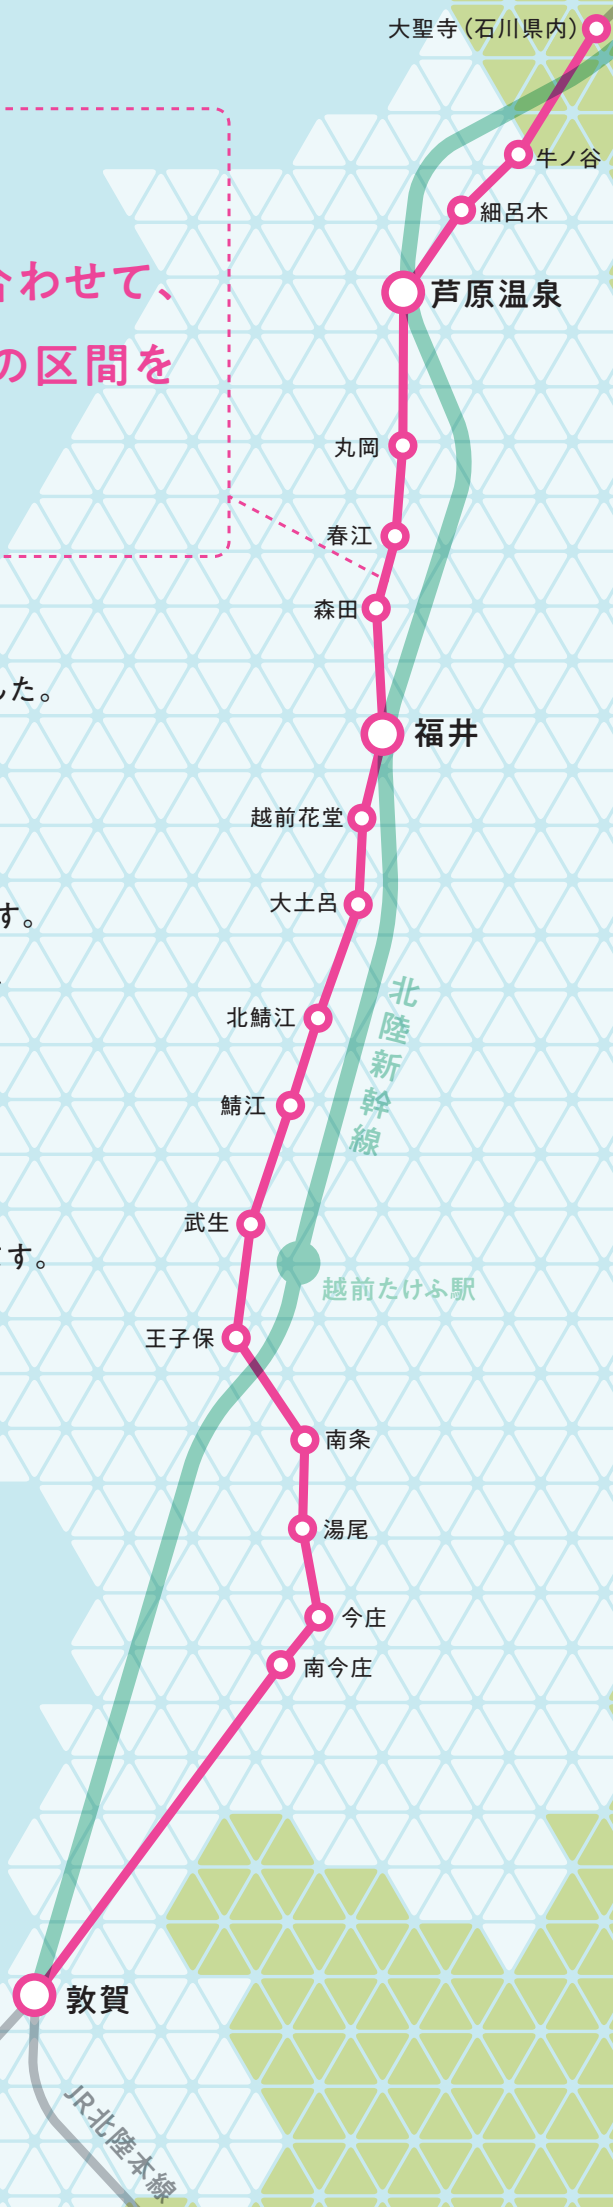 大聖寺（石川県内）
牛ノ谷
細呂木
合わせて、
芦原温泉
の区間を
丸岡
春江
森田
した。
福井
越前花堂
大土呂
す。
北陸新幹線
北鯖江
鯖江
武生
ます。
越前たけふ駅
王子保
南条
湯尾
今庄
南今庄
敦賀
JR北陸本線